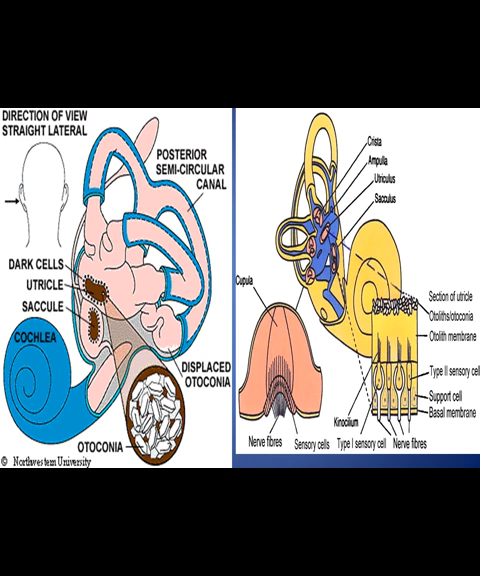 DIRECTION OF VIEW
STRAIGHT LATERAL
POSTERIOR
SEMI-CIRCULAR
CANAL
DARK CELLS
UTRICLE
SACCULE
COCHLEA
DISPLACED
OTOCONIA
OTOCONIA
© Northwestern University
Crista
Ampulla
Utriculus
Sacculus
Cupula
Section of utricle
Otoliths/otoconia
Otolith membrane
Type II sensory cell
Support cell
Basal membrane
Kinocilium
Nerve fibres
Sensory cells
Type I sensory cell
Nerve fibres